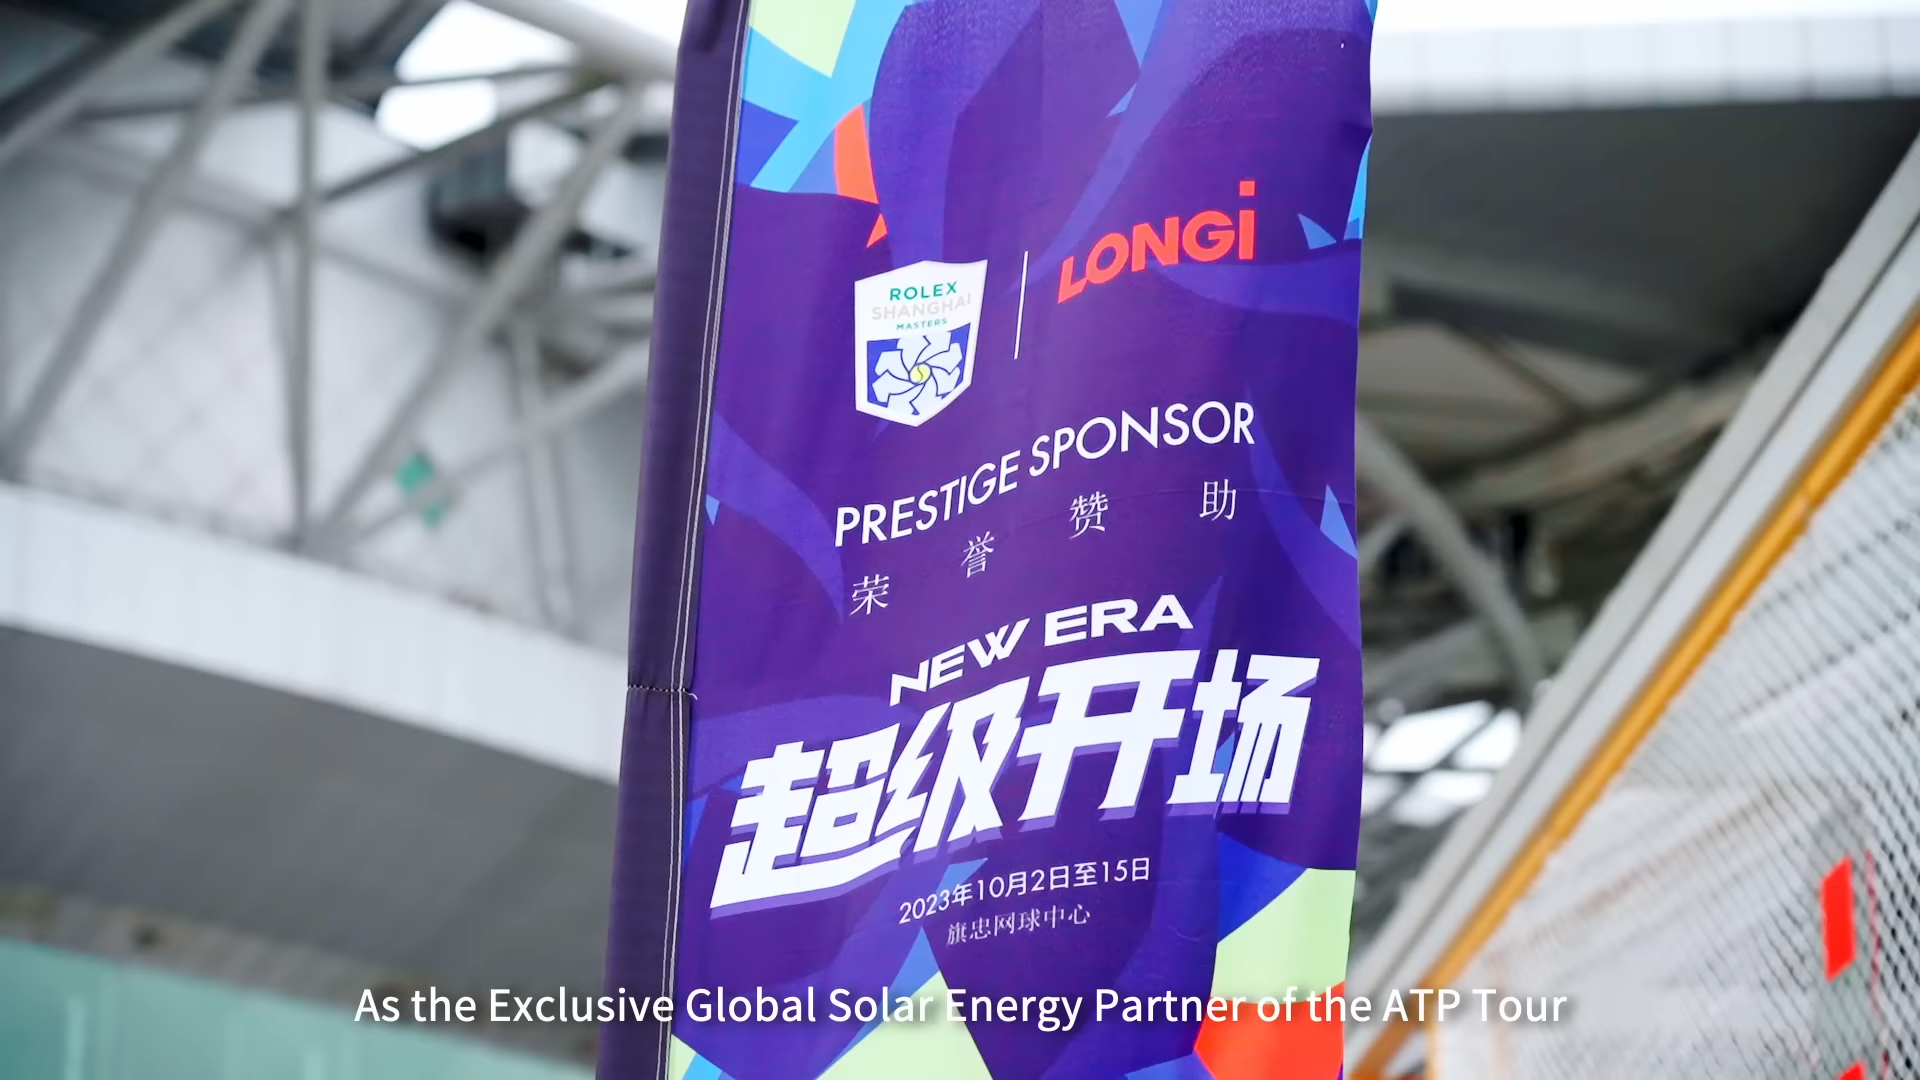 LONGi
ROLEX
SHANGHAI
MASTERS
PRESTIGE SPONSOR
荣誉赞助
NEW ERA
超级开场
2023年10月2日至15日
旗忠网球中心
As the Exclusive Global Solar Energy Partner of the ATP Tour